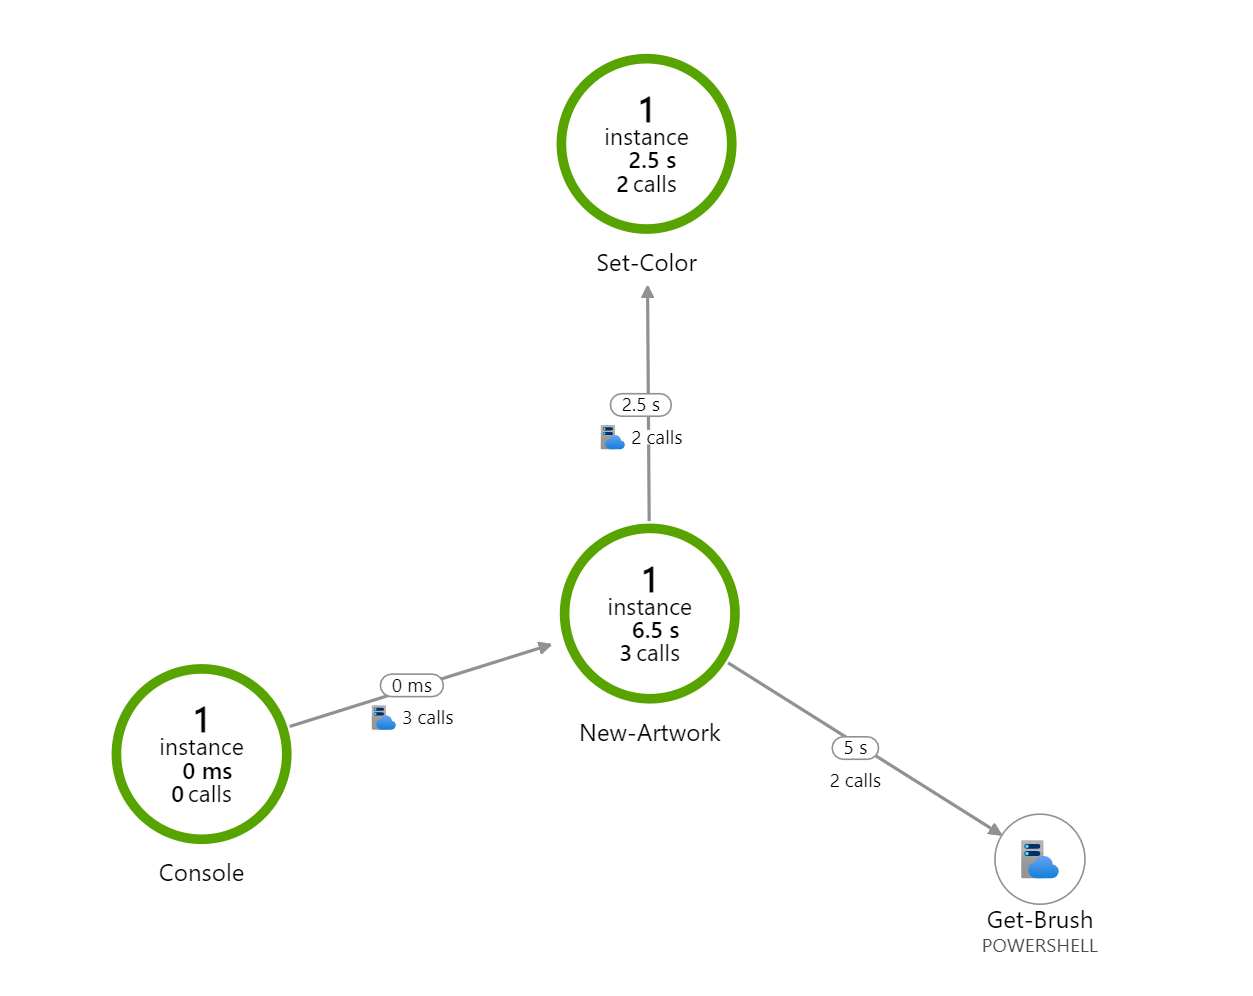 1
instance
2.5 s
2 calls
Set-Color
2.5 s
2 calls
1
instance
6.5 s
3 calls
New-Artwork
0 ms
3 calls
1
instance
0 ms
0 calls
Console
5 s
2 calls
Get-Brush
POWERSHELL